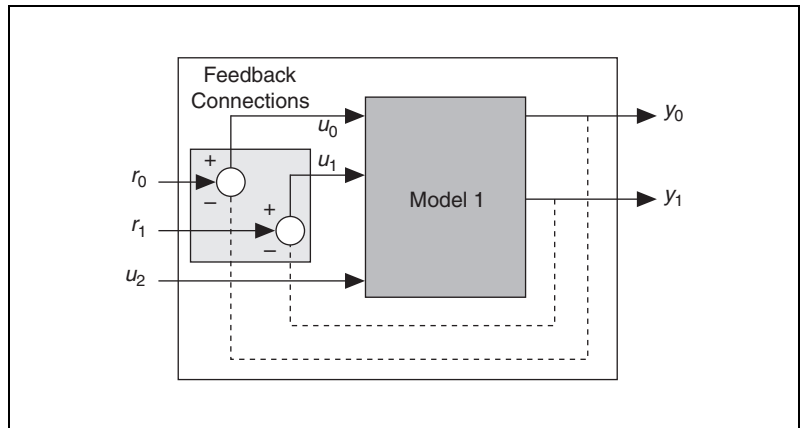 Feedback
Connections
u0
y0
+
u1
r0
−
+
Model 1
y1
r1
−
u2